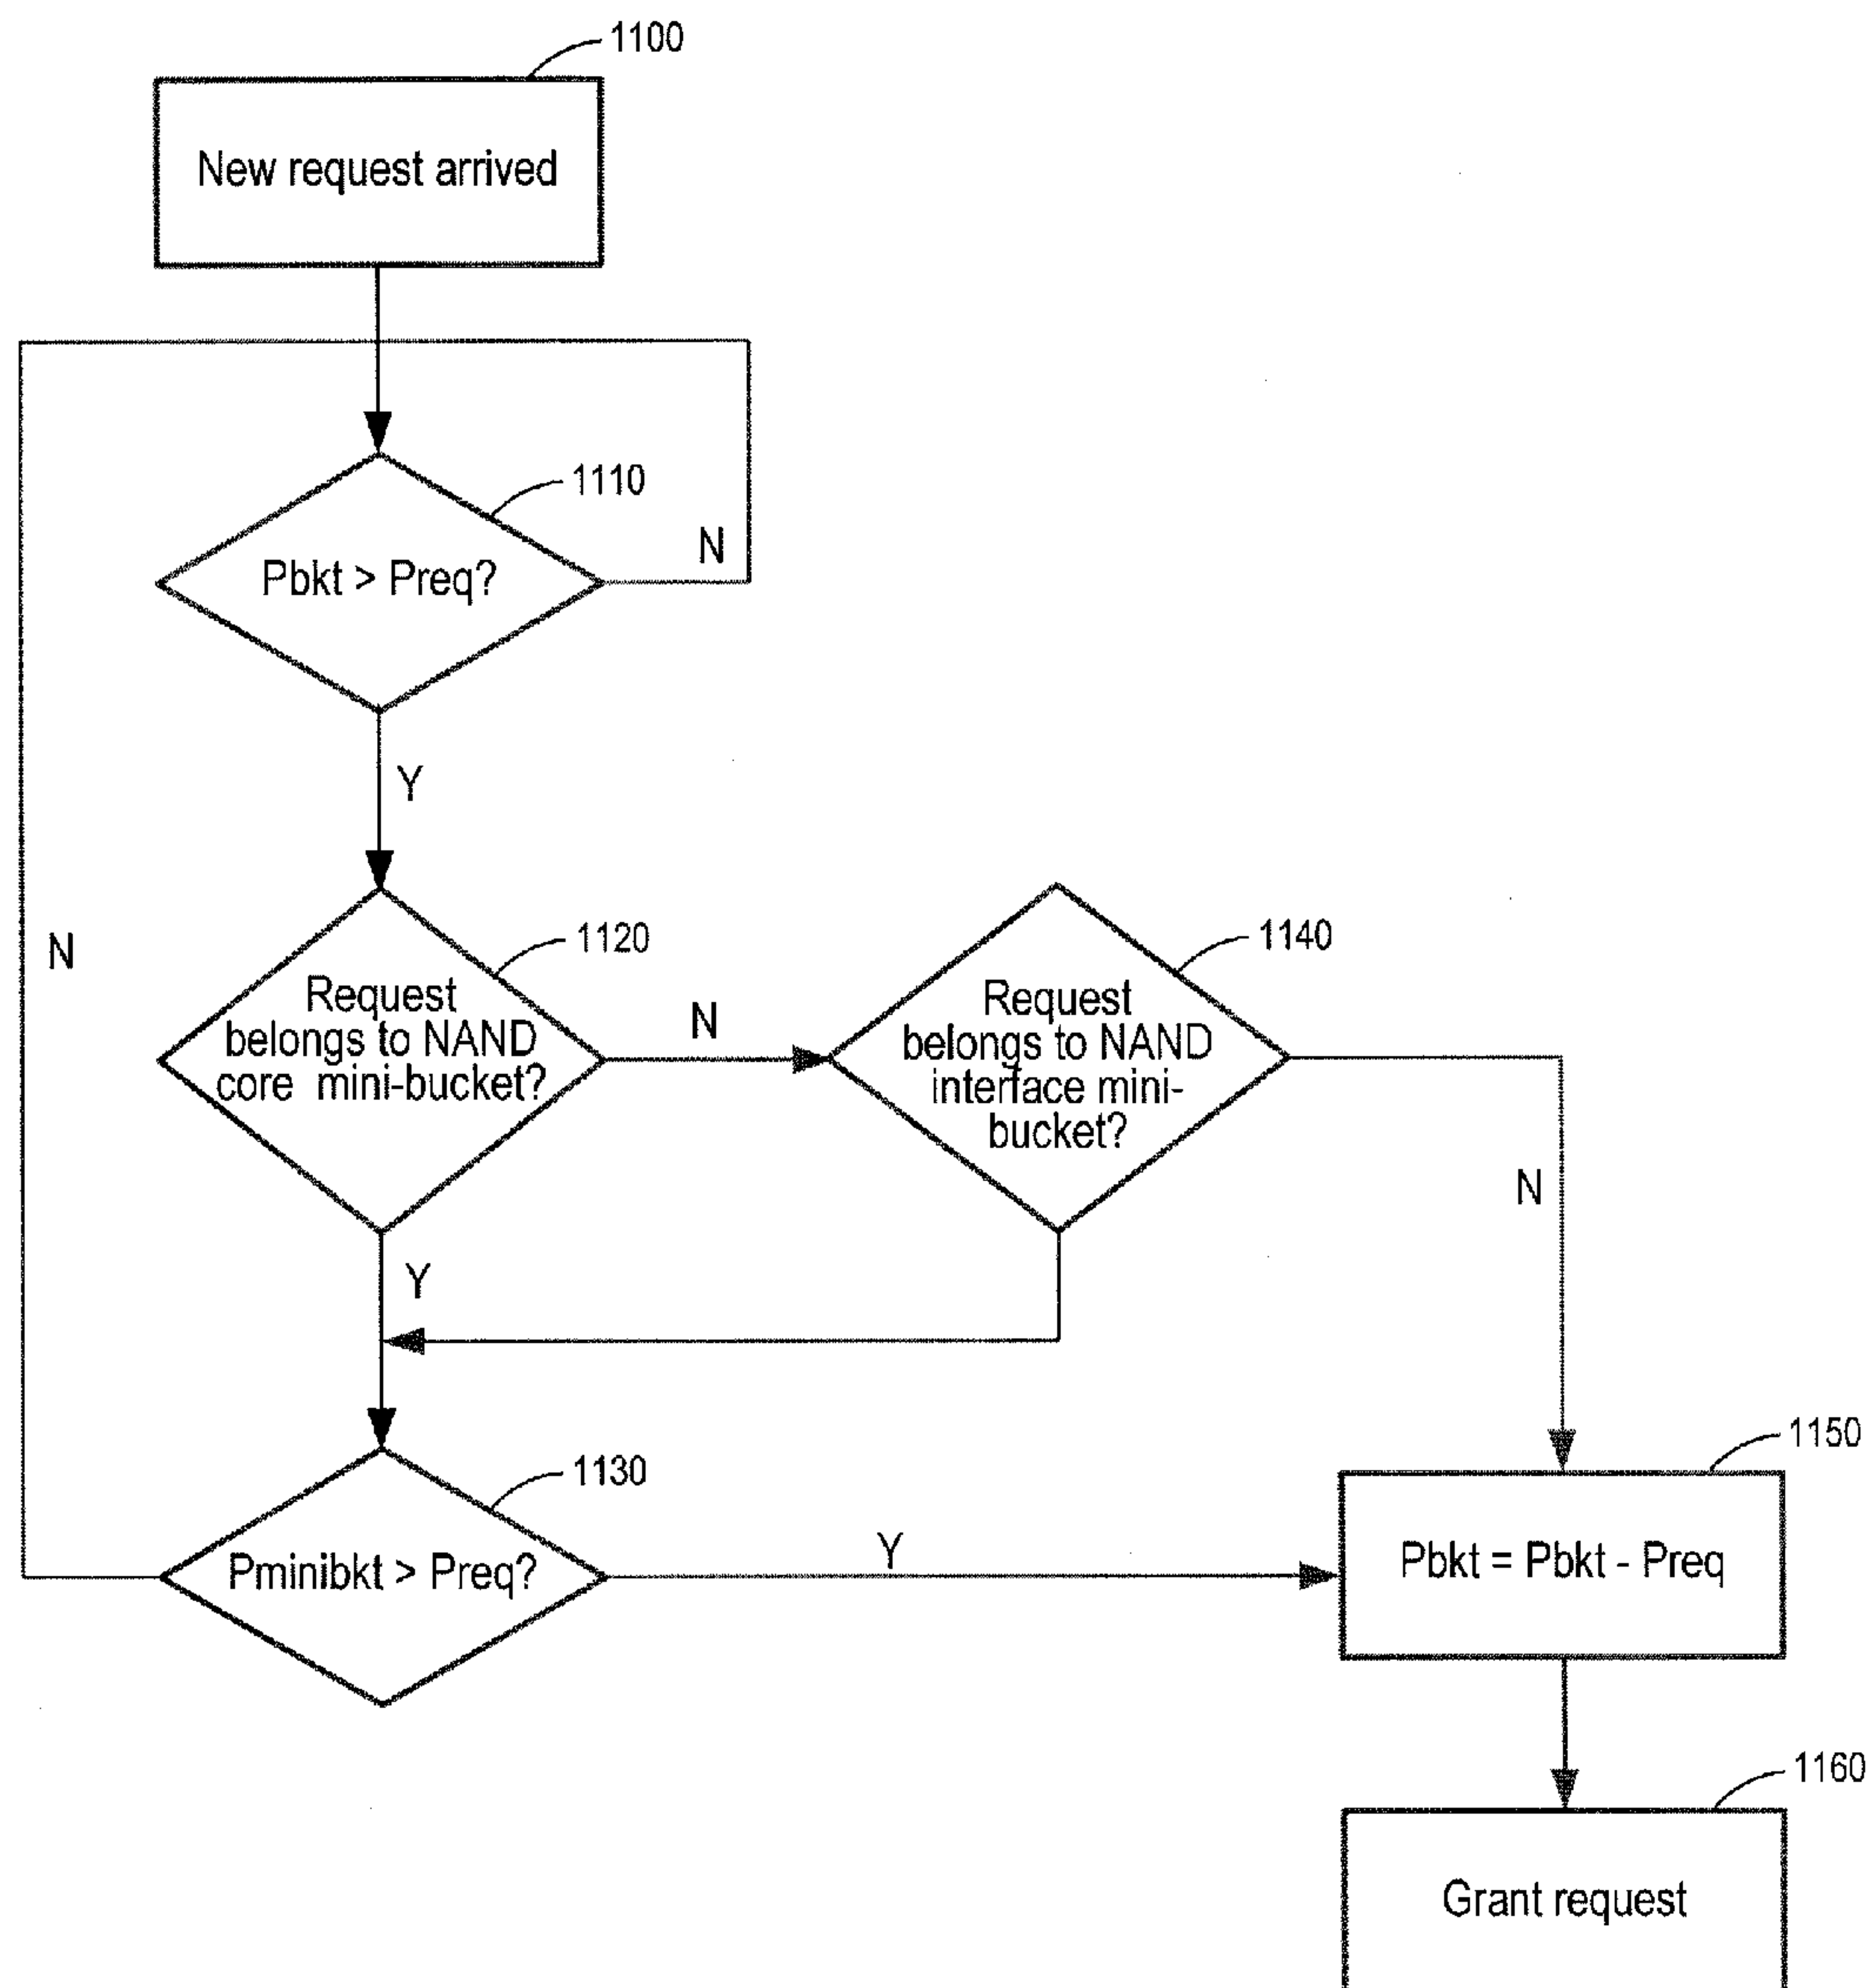 1100
New request arrived
1110
Pbkt > Preq?
N
Y
N
1120
Request
belongs to NAND
core mini-bucket?
N
1140
Request
belongs to NAND
interface mini-
bucket?
N
Y
1130
Pminibkt > Preq?
Y
1150
Pbkt = Pbkt - Preq
1160
Grant request